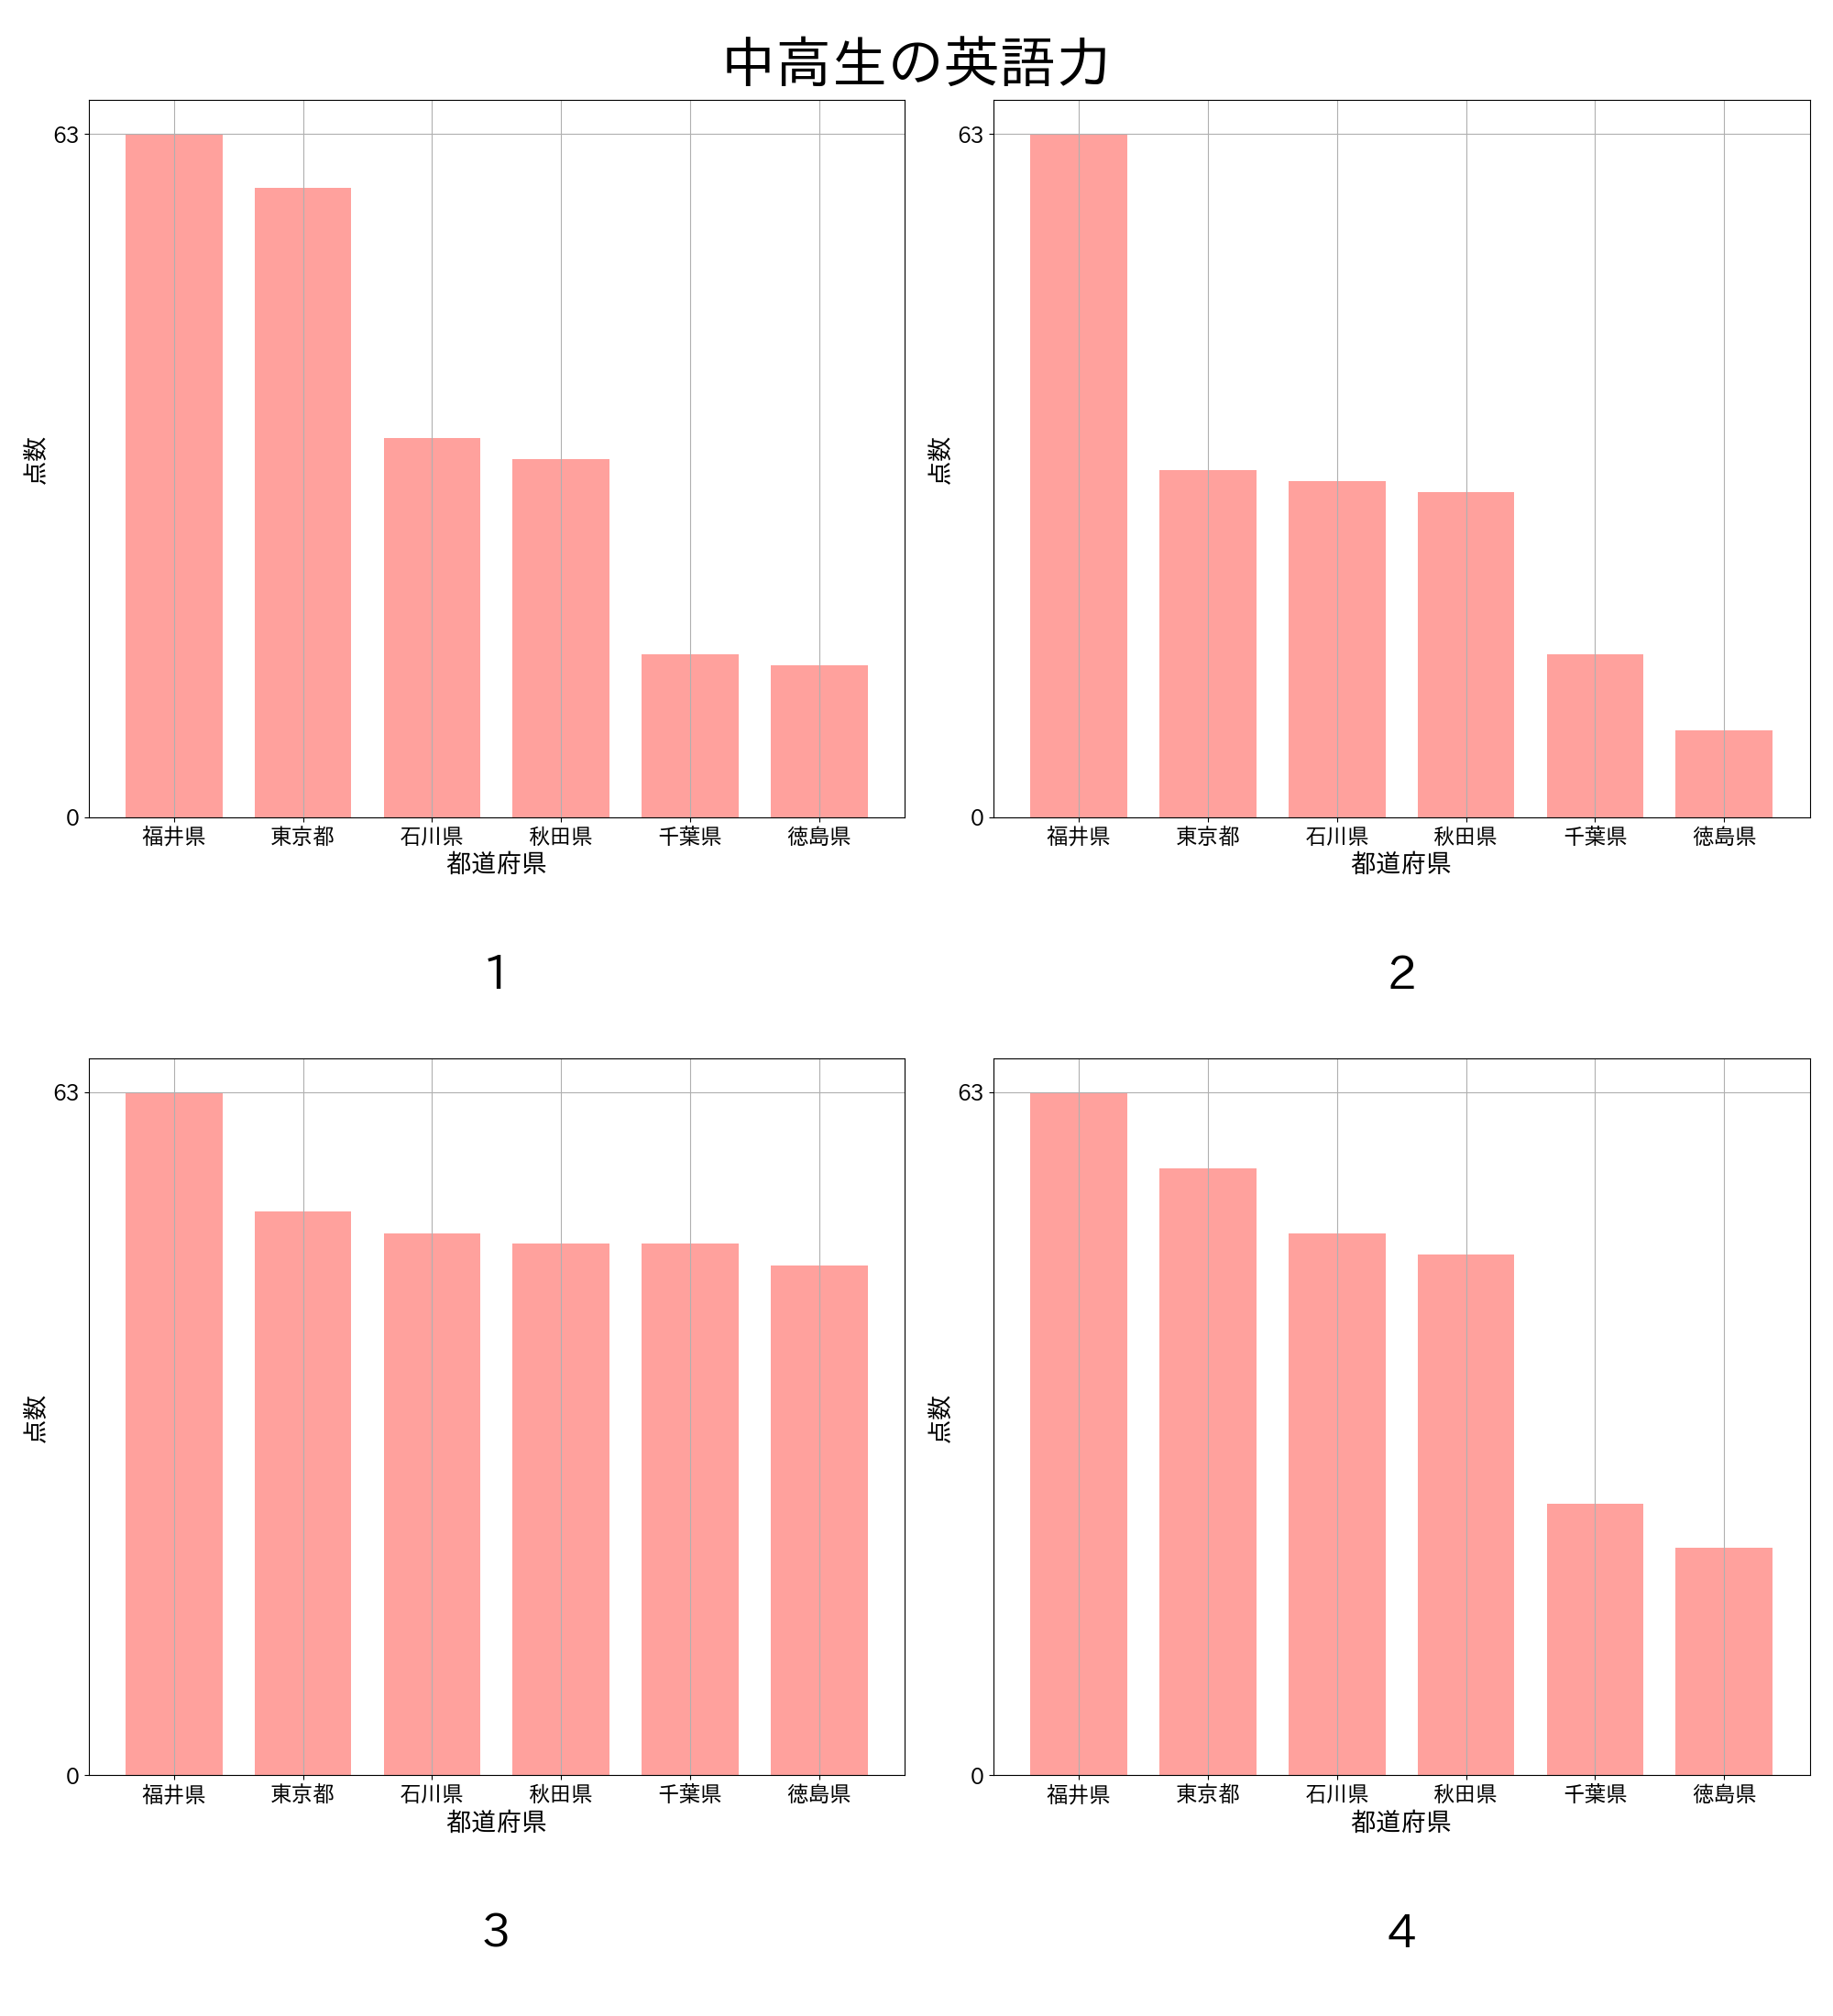 中高生の英語力
63
点数
0
福井県 東京都 石川県 秋田県 千葉県 徳島県
都道府県
1
63
点数
0
福井県 東京都 石川県 秋田県 千葉県 徳島県
都道府県
2
63
点数
0
福井県 東京都 石川県 秋田県 千葉県 徳島県
都道府県
3
63
点数
0
福井県 東京都 石川県 秋田県 千葉県 徳島県
都道府県
4